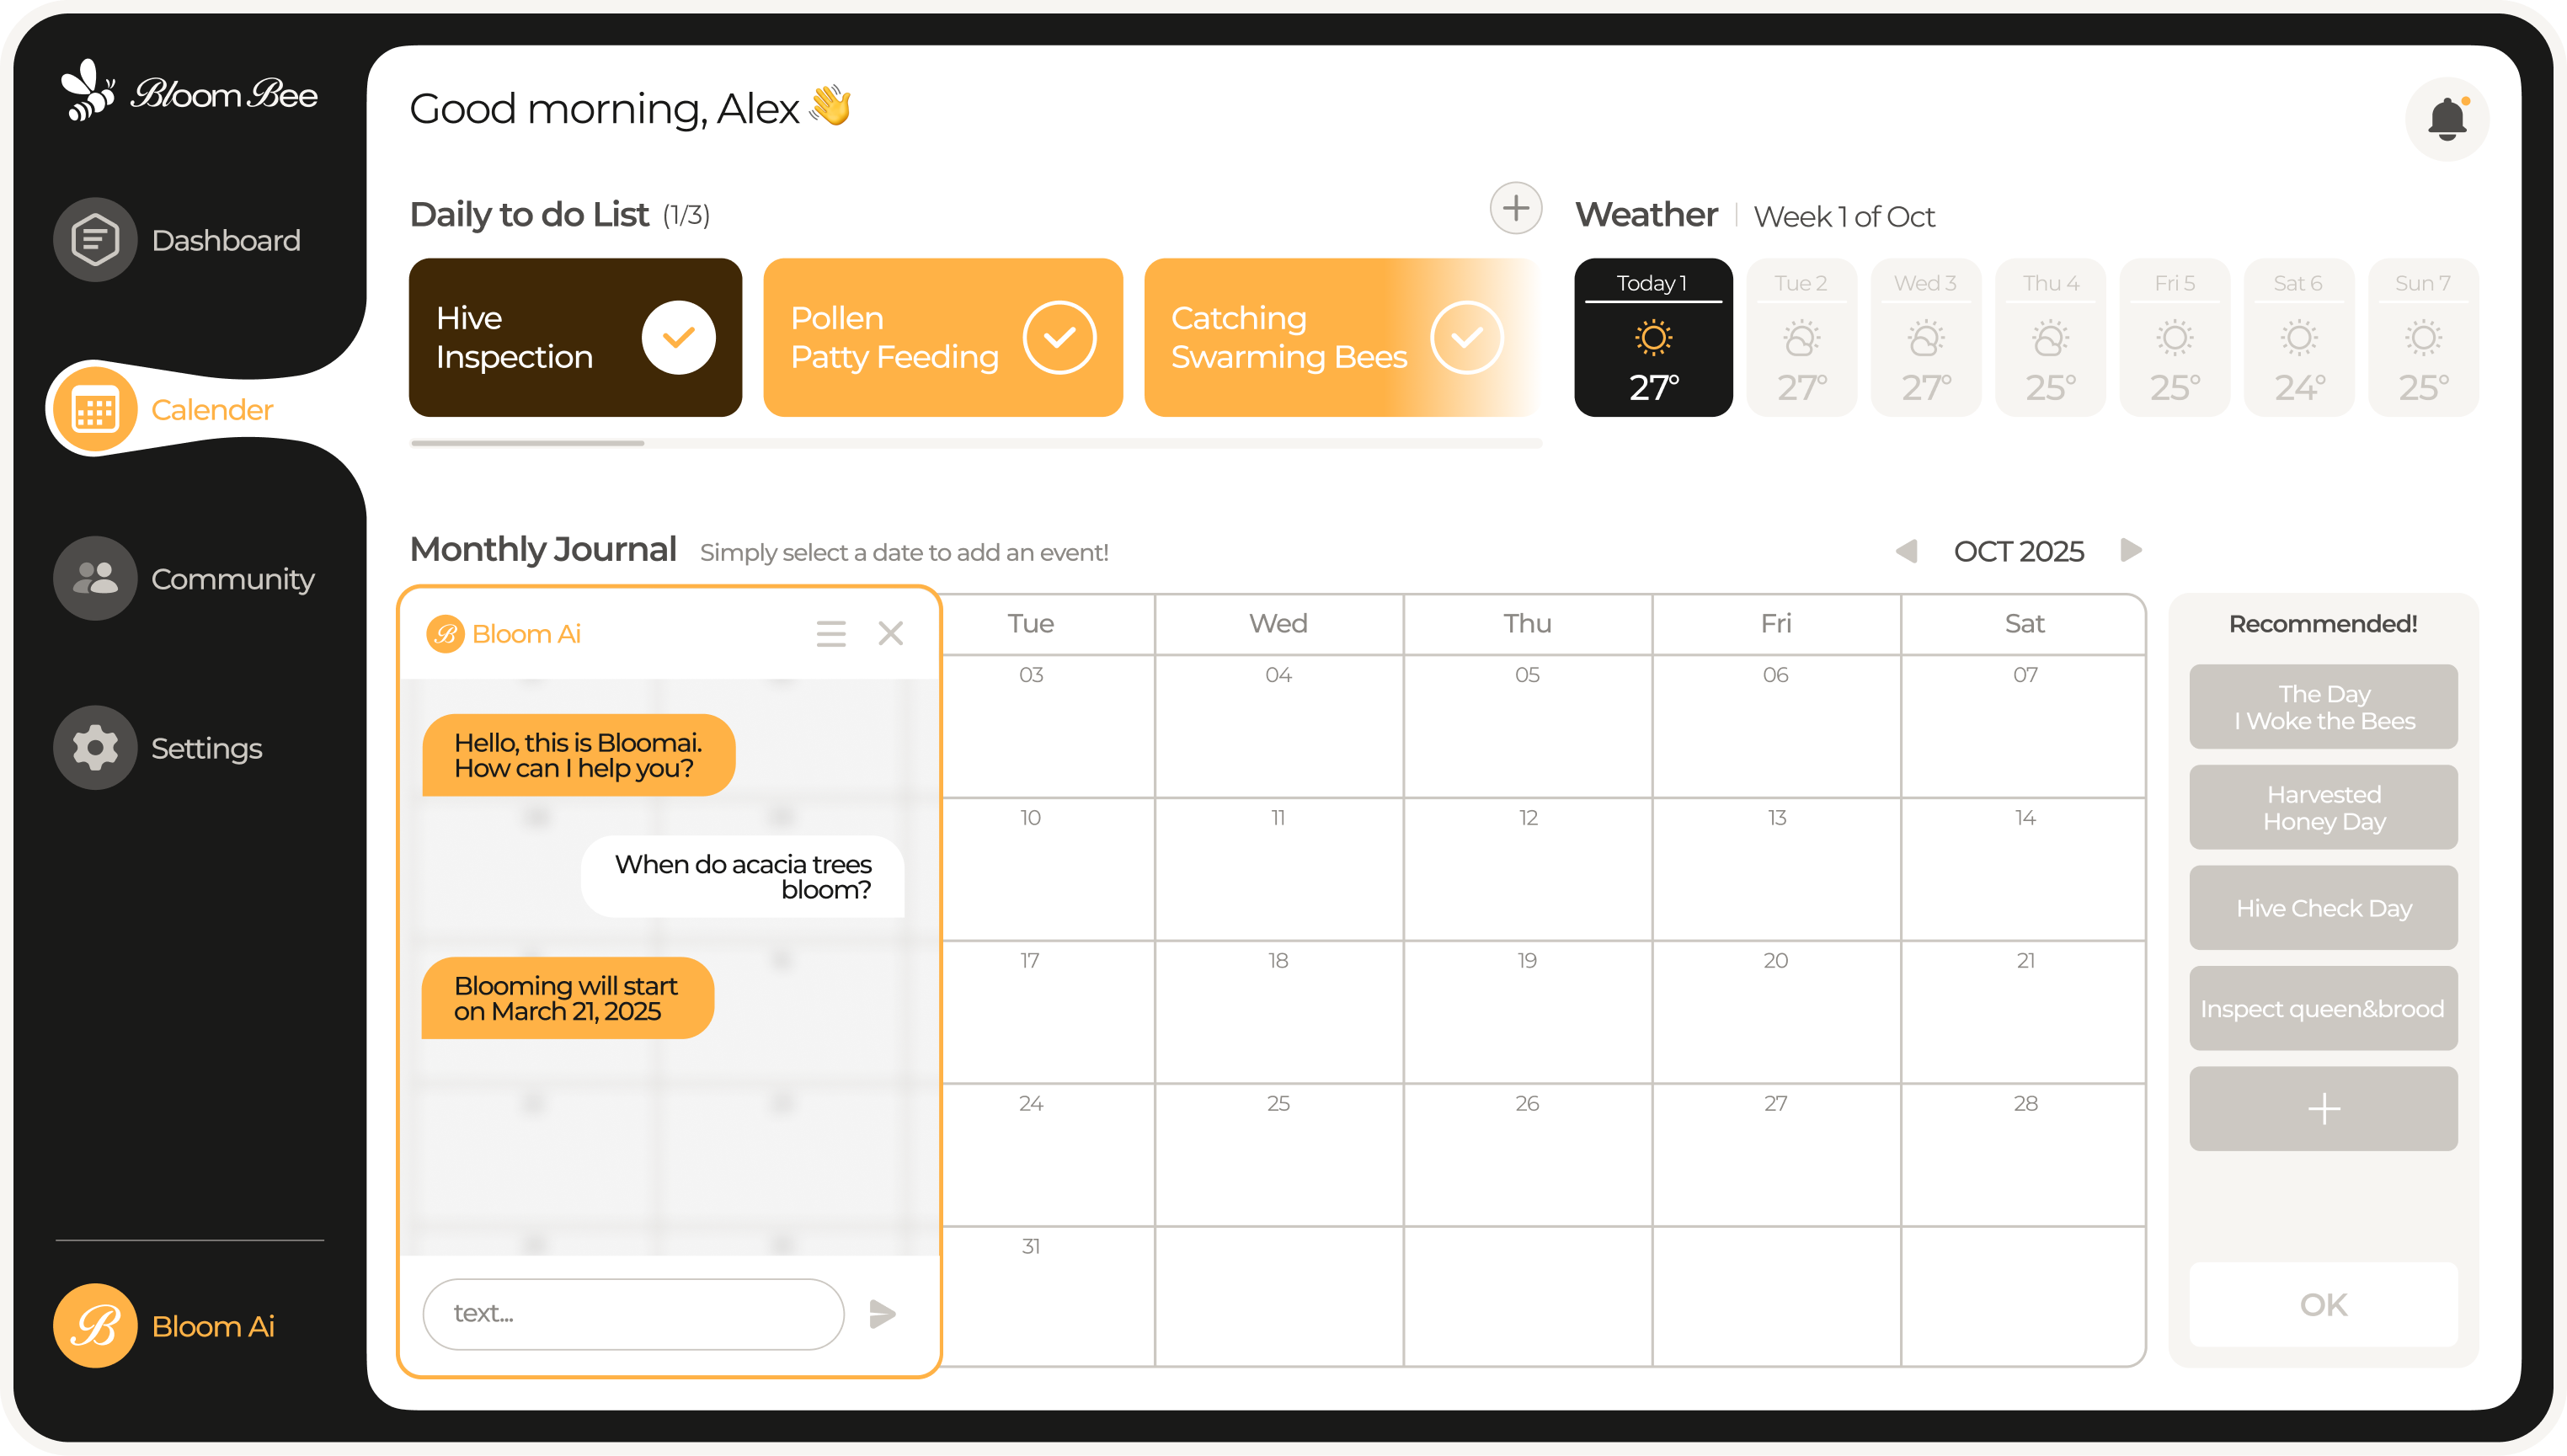 Bloom Bee
Dashboard
Calender
Community
Settings
Bloom Ai
Good morning, Alex 👋
Daily to do List (1/3)
Hive
Inspection
Pollen
Patty Feeding
Catching
Swarming Bees
Weather | Week 1 of Oct
Today 1
27°
Tue 2
27°
Wed 3
27°
Thu 4
25°
Fri 5
25°
Sat 6
24°
Sun 7
25°
Monthly Journal Simply select a date to add an event!
OCT 2025
Bloom Ai
Hello, this is Bloomai.
How can I help you?
When do acacia trees
bloom?
Blooming will start
on March 21, 2025
text...
Tue Wed Thu Fri Sat
03 04 05 06 07
10 11 12 13 14
17 18 19 20 21
24 25 26 27 28
31
Recommended!
The Day
I Woke the Bees
Harvested
Honey Day
Hive Check Day
Inspect queen&brood
OK